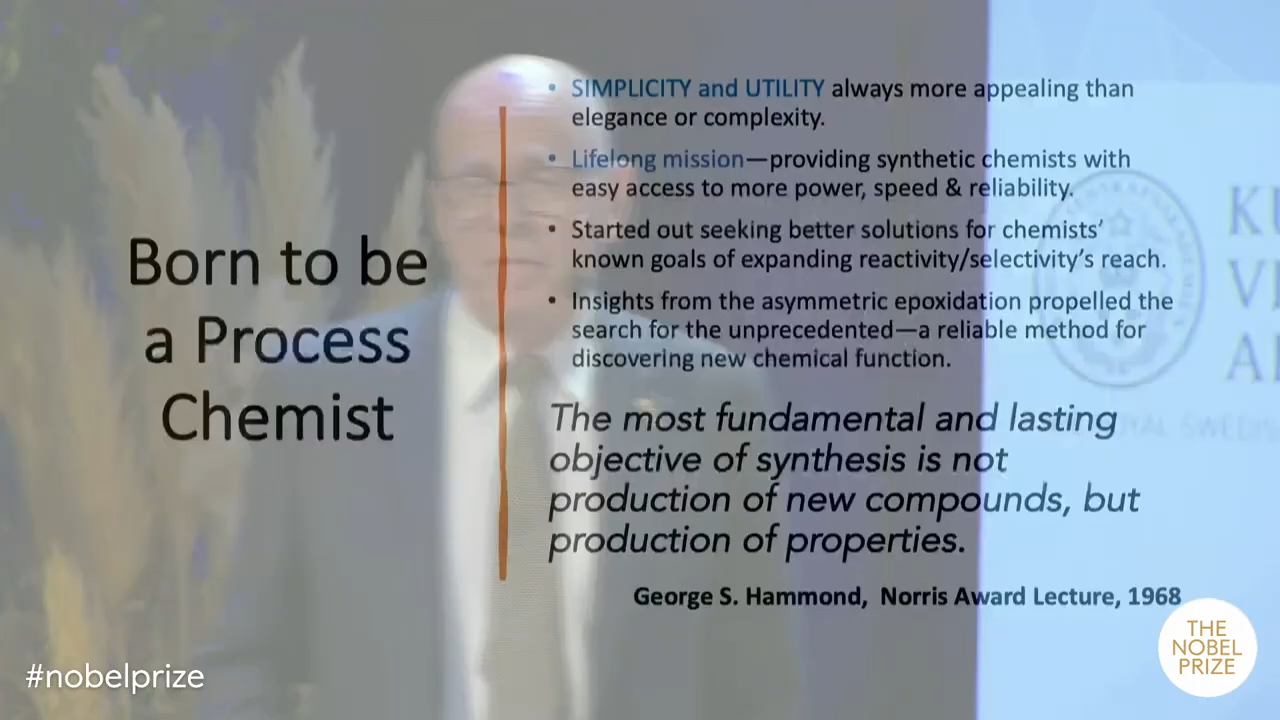 Born to be
a Process
Chemist
• SIMPLICITY and UTILITY always more appealing than
elegance or complexity.
• Lifelong mission—providing synthetic chemists with
easy access to more power, speed & reliability.
• Started out seeking better solutions for chemists’
known goals of expanding reactivity/selectivity’s reach.
• Insights from the asymmetric epoxidation propelled the
search for the unprecedented—a reliable method for
discovering new chemical function.
The most fundamental and lasting
objective of synthesis is not
production of new compounds, but
production of properties.
George S. Hammond, Norris Award Lecture, 1968
#nobelprize
THE
NOBEL
PRIZE